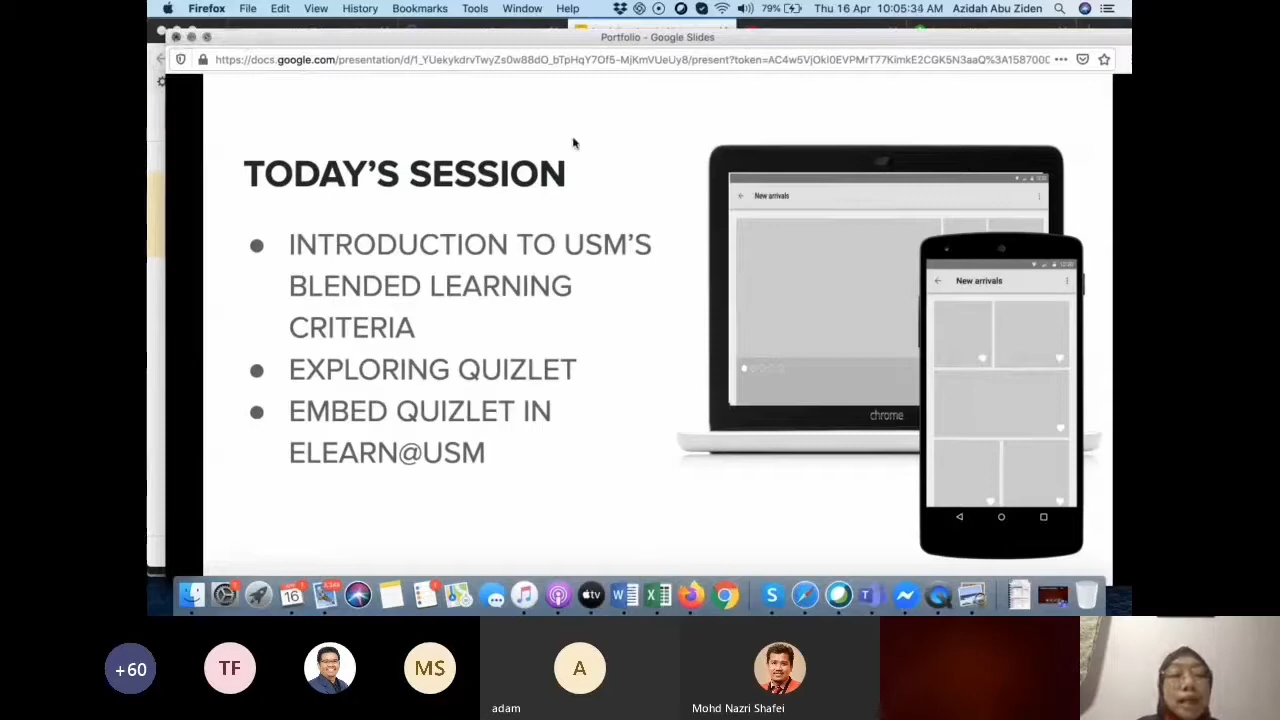 Firefox File Edit View History Bookmarks Tools Window Help 79% Thu 16 Apr 10:05:34 AM Azidah Abu Ziden
Portfolio - Google Slides
TODAY'S SESSION
New arrivals
● INTRODUCTION TO USM'S
BLENDED LEARNING
CRITERIA
● EXPLORING QUIZLET
● EMBED QUIZLET IN
ELEARN@USM
New arrivals
chrome
16
+60
TF
MS
A
adam
Mohd Nazri Shafei